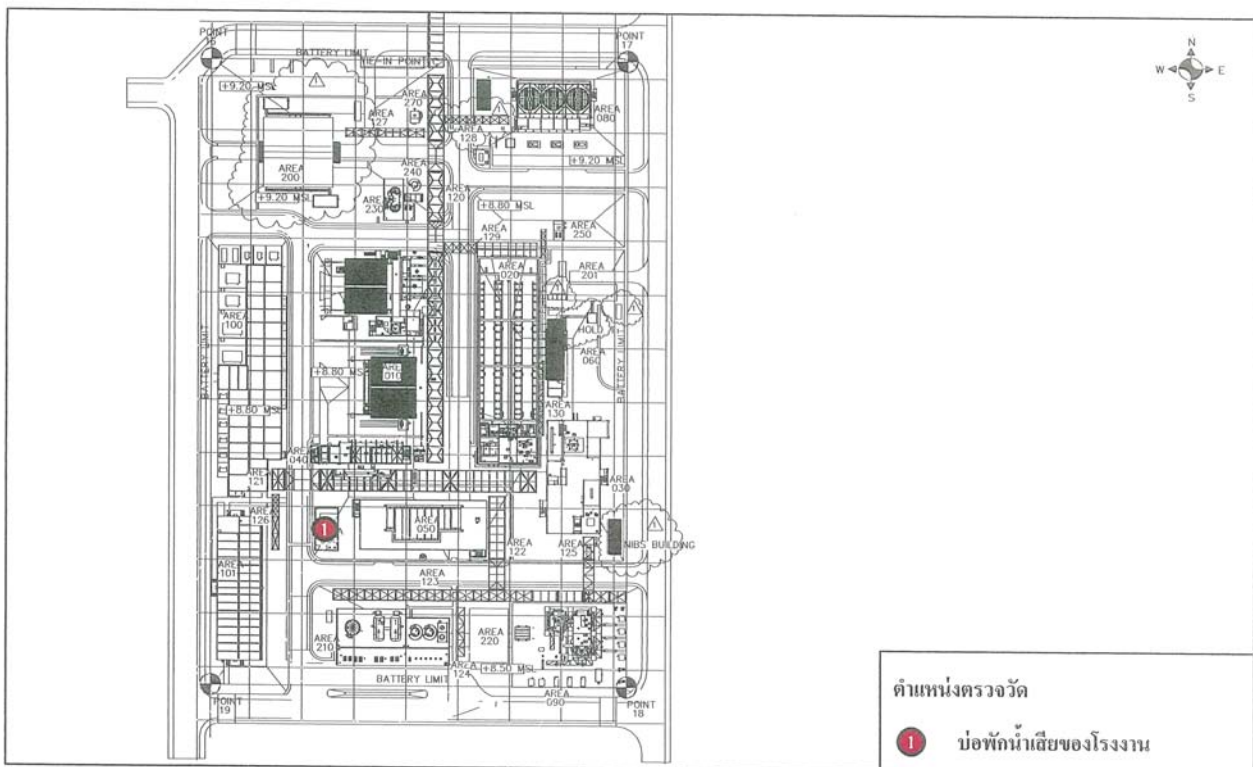 POINT
16
BATTERY LIMIT
TIE-IN POINT
POINT
17
N
W
E
S
+9.20 MSL
AREA
270
AREA
127
AREA
128
AREA
080
AREA
200
AREA
240
+9.20 MSL
+9.20 MSL
AREA
230
AREA
120
+8.80 MSL
AREA
129
AREA
250
AREA
020
AREA
201
AREA
100
HOLD
AREA
060
BATTERY LIMIT
BATTERY LIMIT
AREA
010
+8.80 MSL
+8.80 MSL
AREA
130
AREA
040
AREA
121
AREA
030
AREA
126
1
AREA
050
AREA
122
AREA
125
NIBS BUILDING
AREA
101
AREA
123
AREA
210
AREA
220
AREA
124
+8.50 MSL
BATTERY LIMIT
AREA
090
POINT
19
POINT
18
ตำแหน่งตรวจวัด
1 บ่อพักน้ำเสียของโรงงาน